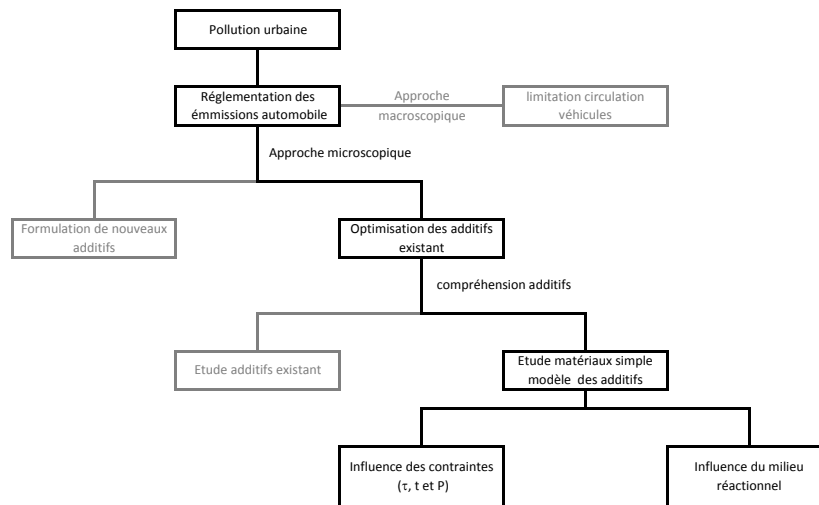 Pollution urbaine
Réglementation des
émmissions automobile
Approche
macroscopique
limitation circulation
véhicules
Approche microscopique
Formulation de nouveaux
additifs
Optimisation des additifs
existant
compréhension additifs
Etude additifs existant
Etude matériaux simple
modèle des additifs
Influence des contraintes
(τ, t et P)
Influence du milieu
réactionnel